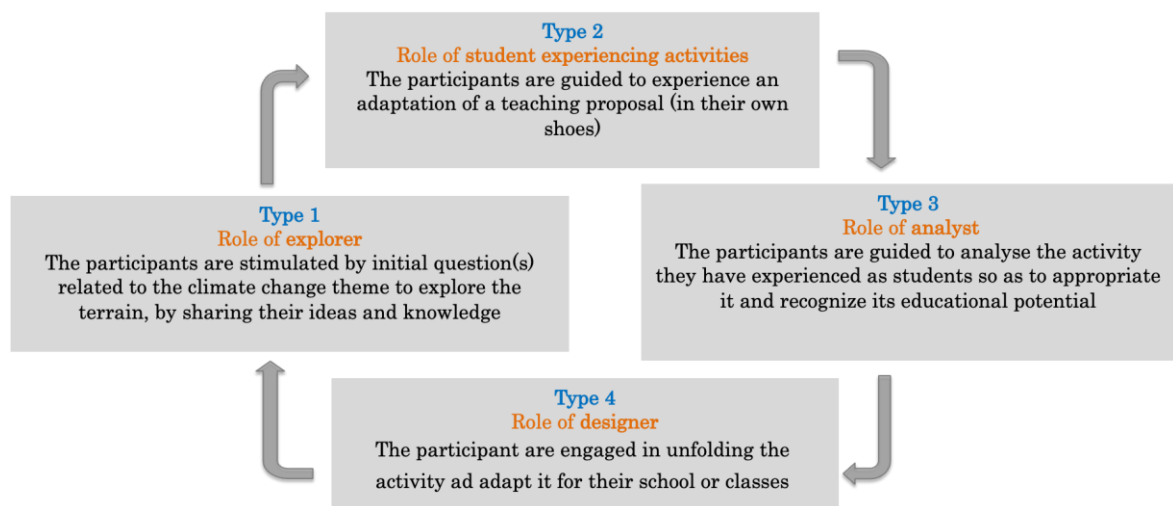 Type 2
Role of student experiencing activities
The participants are guided to experience an
adaptation of a teaching proposal (in their own
shoes)
Type 1
Role of explorer
The participants are stimulated by initial question(s)
related to the climate change theme to explore the
terrain, by sharing their ideas and knowledge
Type 3
Role of analyst
The participants are guided to analyse the activity
they have experienced as students so as to appropriate
it and recognize its educational potential
Type 4
Role of designer
The participant are engaged in unfolding the
activity ad adapt it for their school or classes